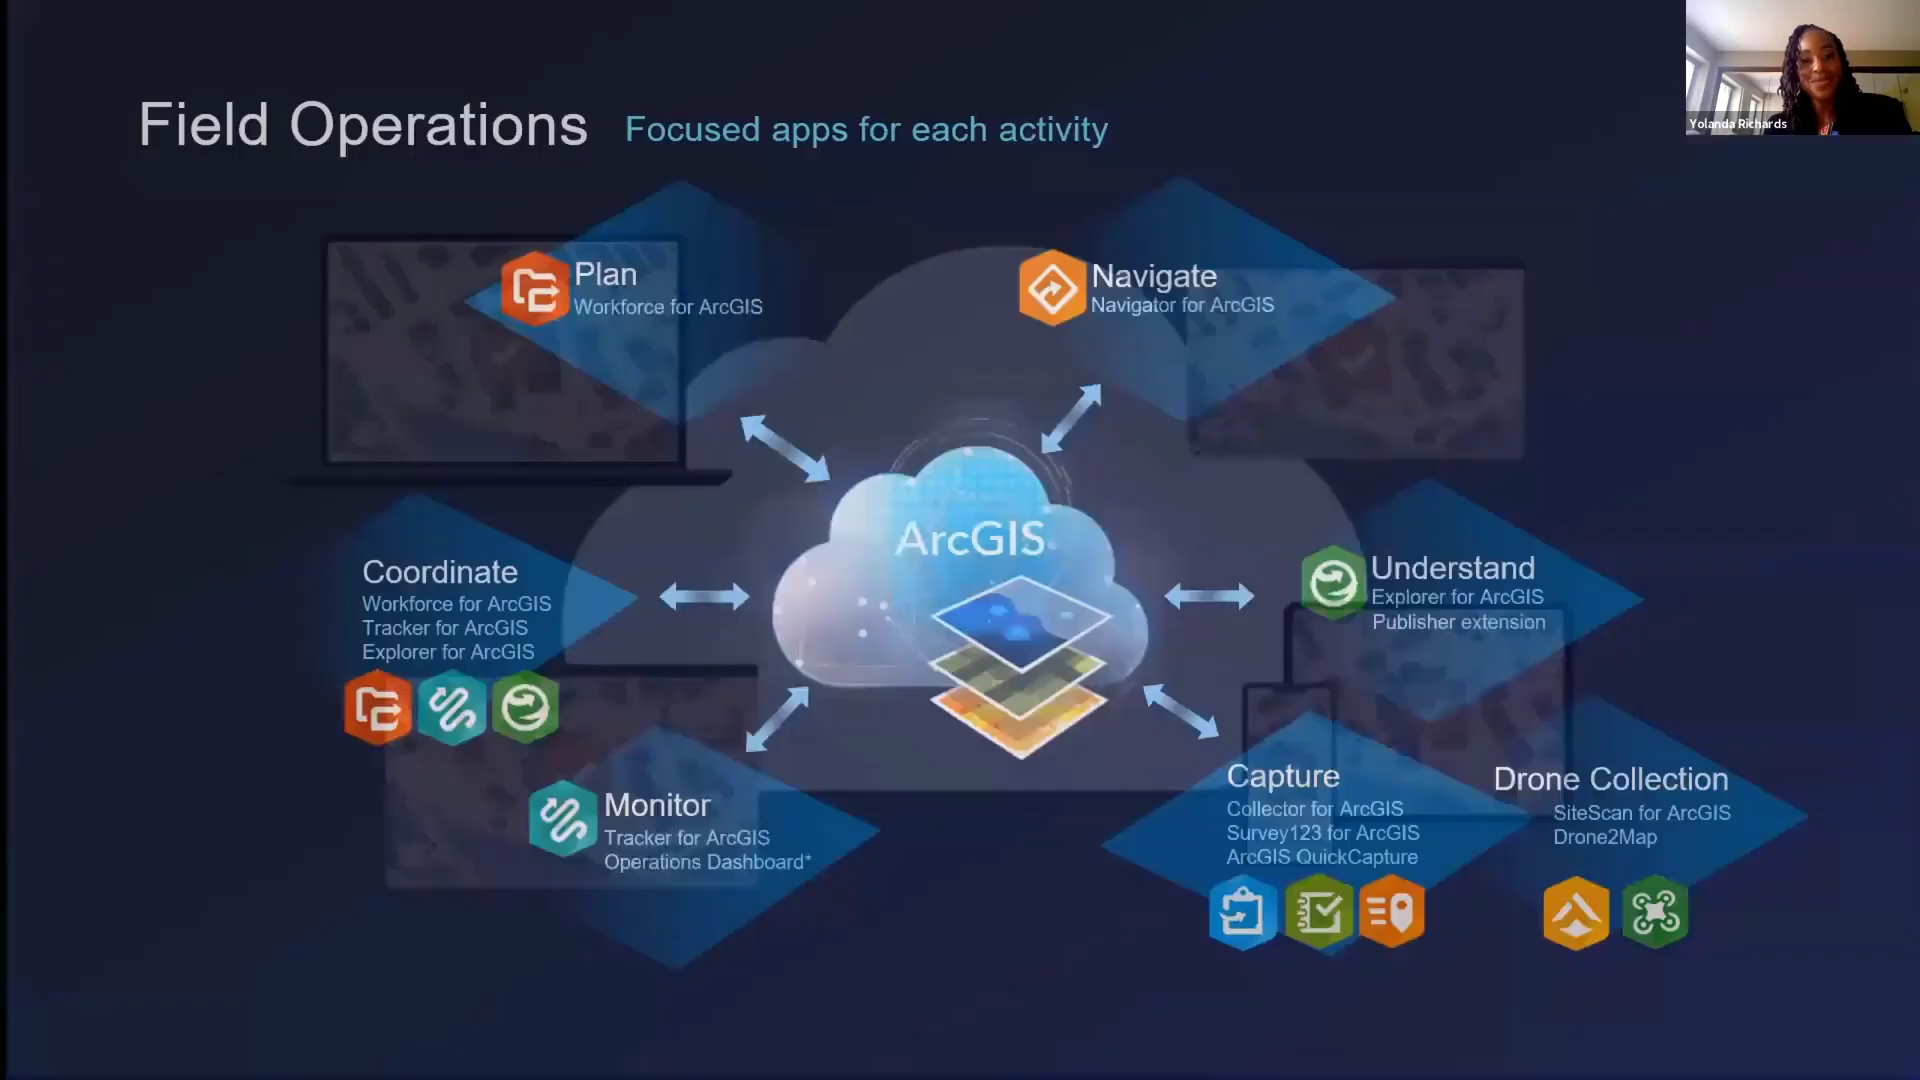 Yolanda Richards
Field Operations
Focused apps for each activity
Plan
Workforce for ArcGIS
Navigate
Navigator for ArcGIS
ArcGIS
Coordinate
Workforce for ArcGIS
Tracker for ArcGIS
Explorer for ArcGIS
Understand
Explorer for ArcGIS
Publisher extension
Monitor
Tracker for ArcGIS
Operations Dashboard*
Capture
Collector for ArcGIS
Survey123 for ArcGIS
ArcGIS QuickCapture
Drone Collection
SiteScan for ArcGIS
Drone2Map